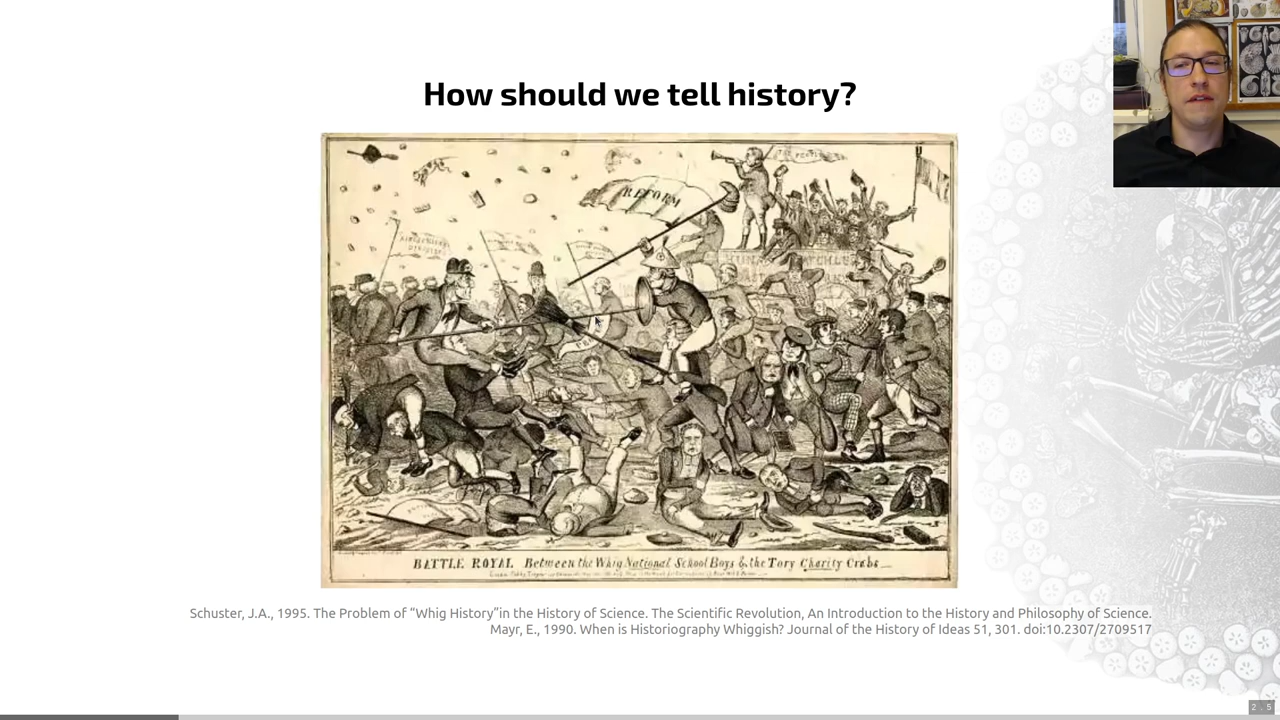 How should we tell history?
REFORM
BATTLE ROYAL Between the Whig National School Boys & the Tory Charity Crabs
Schuster, J.A., 1995. The Problem of “Whig History”in the History of Science. The Scientific Revolution, An Introduction to the History and Philosophy of Science.
Mayr, E., 1990. When is Historiography Whiggish? Journal of the History of Ideas 51, 301. doi:10.2307/2709517
2 5